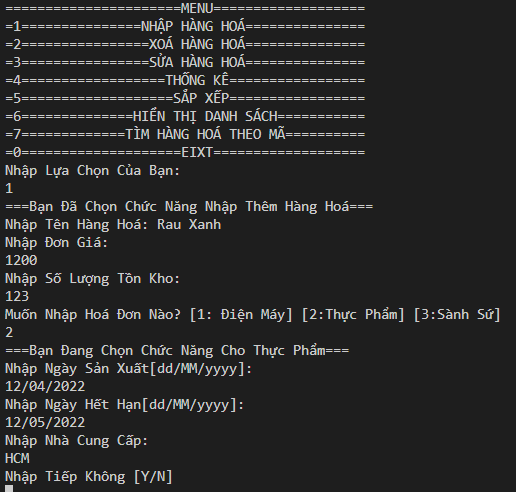 ======================MENU===================
=1===============NHẬP HÀNG HOÁ===============
=2================XOÁ HÀNG HOÁ===============
=3================SỬA HÀNG HOÁ===============
=4==================THỐNG KÊ=================
=5===================SẮP XẾP=================
=6==============HIỂN THỊ DANH SÁCH===========
=7=============TÌM HÀNG HOÁ THEO MÃ==========
=0====================EIXT===================
Nhập Lựa Chọn Của Bạn:
1
===Bạn Đã Chọn Chức Năng Nhập Thêm Hàng Hoá===
Nhập Tên Hàng Hoá: Rau Xanh
Nhập Đơn Giá:
1200
Nhập Số Lượng Tồn Kho:
123
Muốn Nhập Hoá Đơn Nào? [1: Điện Máy] [2:Thực Phẩm] [3:Sành Sứ]
2
===Bạn Đang Chọn Chức Năng Cho Thực Phẩm===
Nhập Ngày Sản Xuất[dd/MM/yyyy]:
12/04/2022
Nhập Ngày Hết Hạn[dd/MM/yyyy]:
12/05/2022
Nhập Nhà Cung Cấp:
HCM
Nhập Tiếp Không [Y/N]